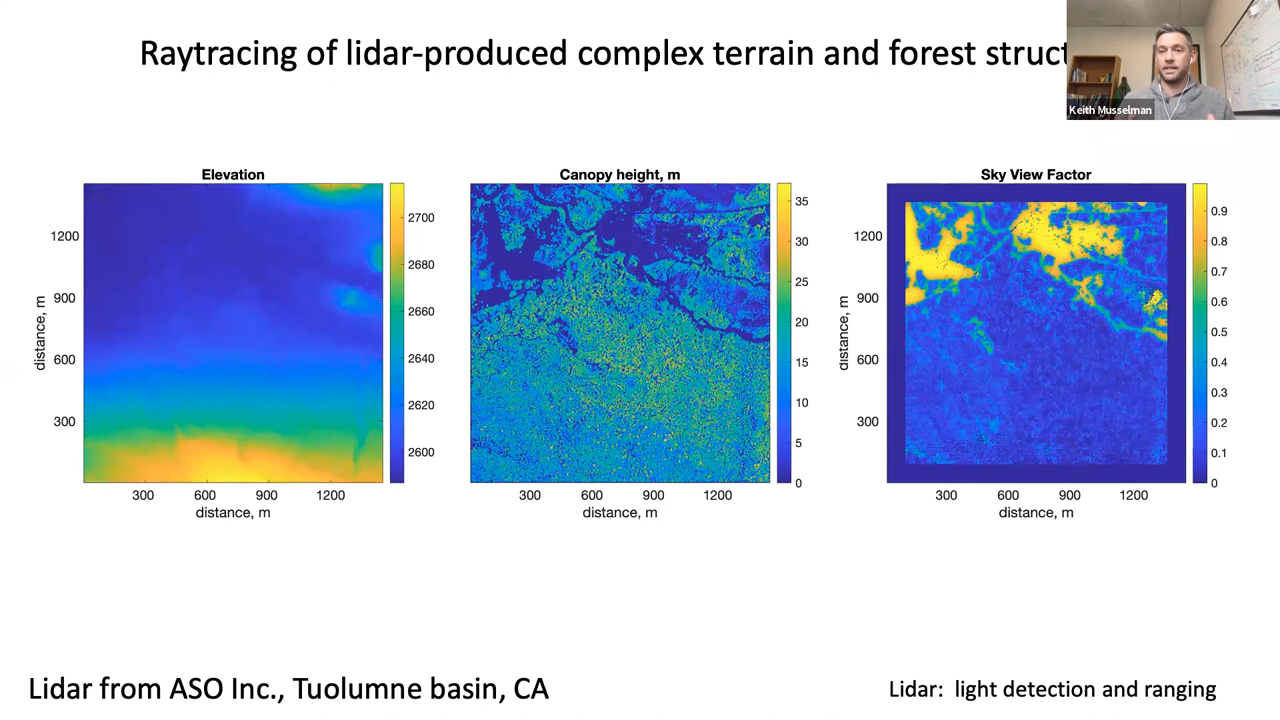 Raytracing of lidar-produced complex terrain and forest struct
Keith Musselman
Elevation
1200
900
600
300
distance, m
300 600 900 1200
distance, m
2700
2680
2660
2640
2620
2600
Canopy height, m
300 600 900 1200
distance, m
35
30
25
20
15
10
5
0
Sky View Factor
1200
900
600
300
distance, m
300 600 900 1200
distance, m
0.9
0.8
0.7
0.6
0.5
0.4
0.3
0.2
0.1
0
Lidar from ASO Inc., Tuolumne basin, CA
Lidar: light detection and ranging